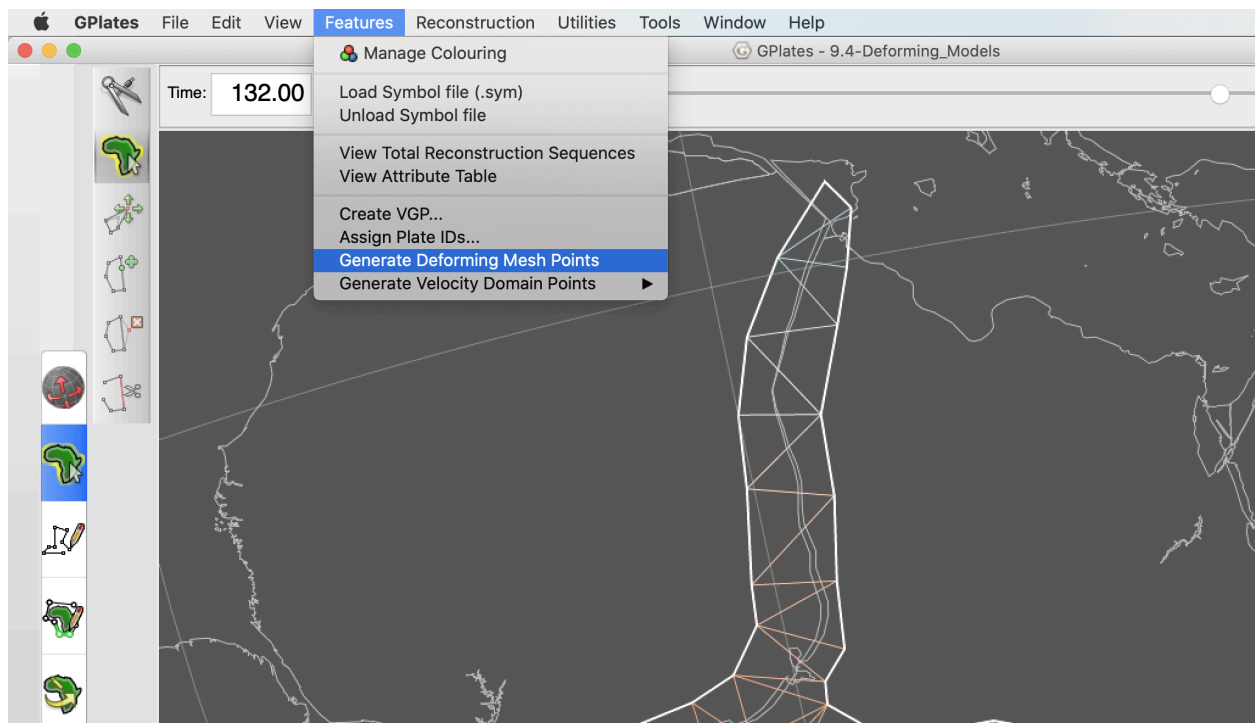 GPlates File Edit View Features Reconstruction Utilities Tools Window Help
GPlates - 9.4-Deforming_Models
Manage Colouring
Time: 132.00
Load Symbol file (.sym)
Unload Symbol file
View Total Reconstruction Sequences
View Attribute Table
Create VGP...
Assign Plate IDs...
Generate Deforming Mesh Points
Generate Velocity Domain Points